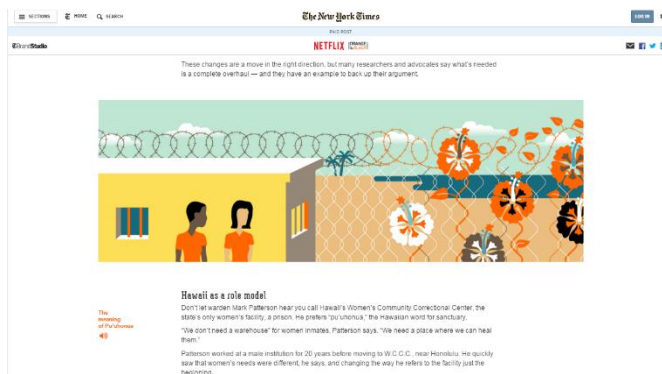 SECTIONS HOME SEARCH The New York Times LOG IN
PAID POST
TBrandStudio NETFLIX ORANGE
These changes are a move in the right direction, but many researchers and advocates say what's needed
is a complete overhaul — and they have an example to back up their argument.
Hawaii as a role model
Don't let warden Mark Patterson hear you call Hawaii's Women's Community Correctional Center, the
state's only women's facility, a prison. He prefers "pu'uhonua," the Hawaiian word for sanctuary.
The
meaning
of Pu'uhonua
"We don't need a warehouse" for women inmates, Patterson says. "We need a place where we can heal
them."
Patterson worked at a male institution for 20 years before moving to W.C.C.C., near Honolulu. He quickly
saw that women's needs were different, he says, and changing the way he refers to the facility just the
beginning.